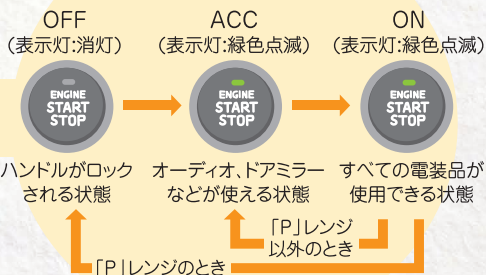 OFF
(表示灯:消灯)
ENGINE
START
STOP
ハンドルがロック
される状態
ACC
(表示灯:緑色点滅)
ENGINE
START
STOP
オーディオ、ドアミラー
などが使える状態
ON
(表示灯:緑色点滅)
ENGINE
START
STOP
すべての電装品が
使用できる状態
「P」レンジ
以外のとき
「P」レンジのとき